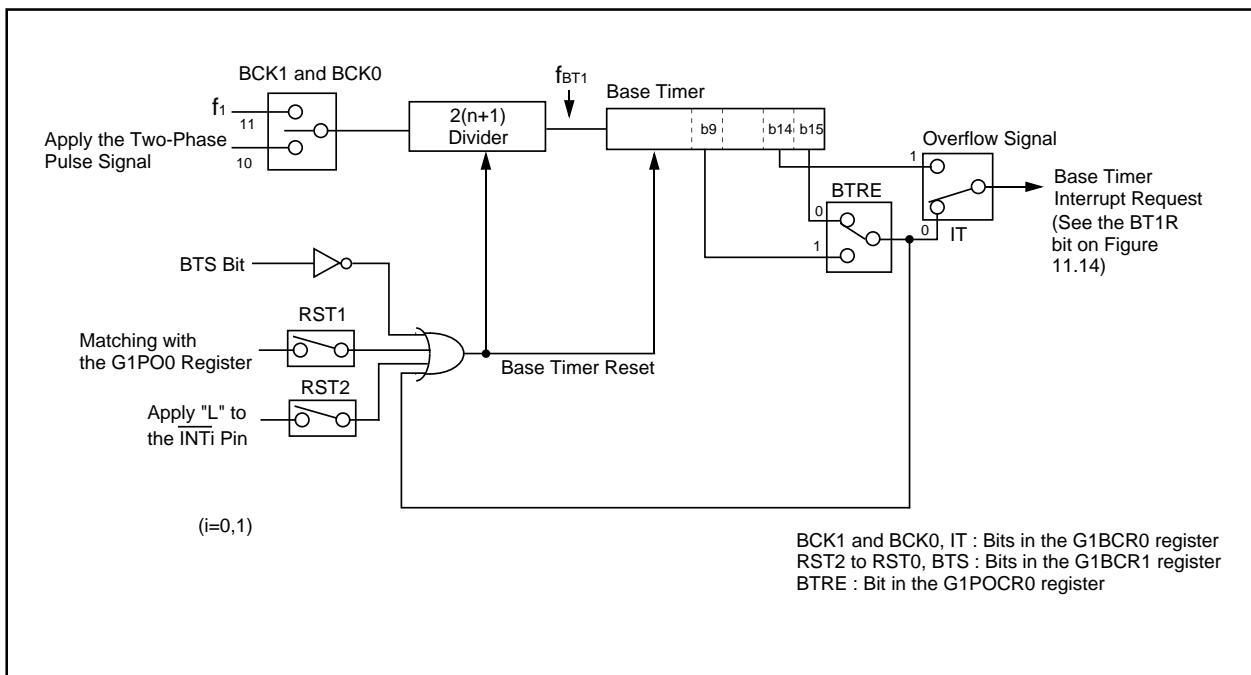 BCK1 and BCK0
f1
11
Apply the Two-Phase
Pulse Signal
10
2(n+1)
Divider
fBT1
Base Timer
b9
b14
b15
Overflow Signal
1
0
IT
Base Timer
Interrupt Request
(See the BT1R
bit on Figure
11.14)
BTRE
0
1
BTS Bit
RST1
Matching with
the G1PO0 Register
RST2
Apply "L" to
the INTi Pin
Base Timer Reset
(i=0,1)
BCK1 and BCK0, IT : Bits in the G1BCR0 register
RST2 to RST0, BTS : Bits in the G1BCR1 register
BTRE : Bit in the G1POCR0 register